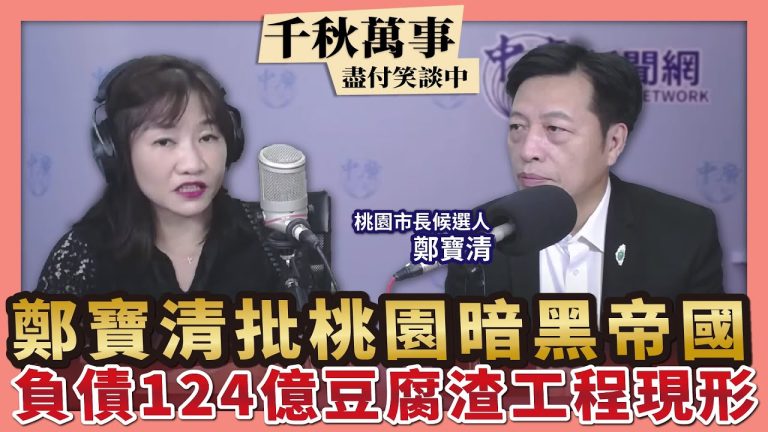 千秋萬事
盡付笑談中
中廣新聞網
NETWORK
桃園市長候選人
鄭寶清
鄭寶清批桃園暗黑帝國
負債124億豆腐渣工程現形